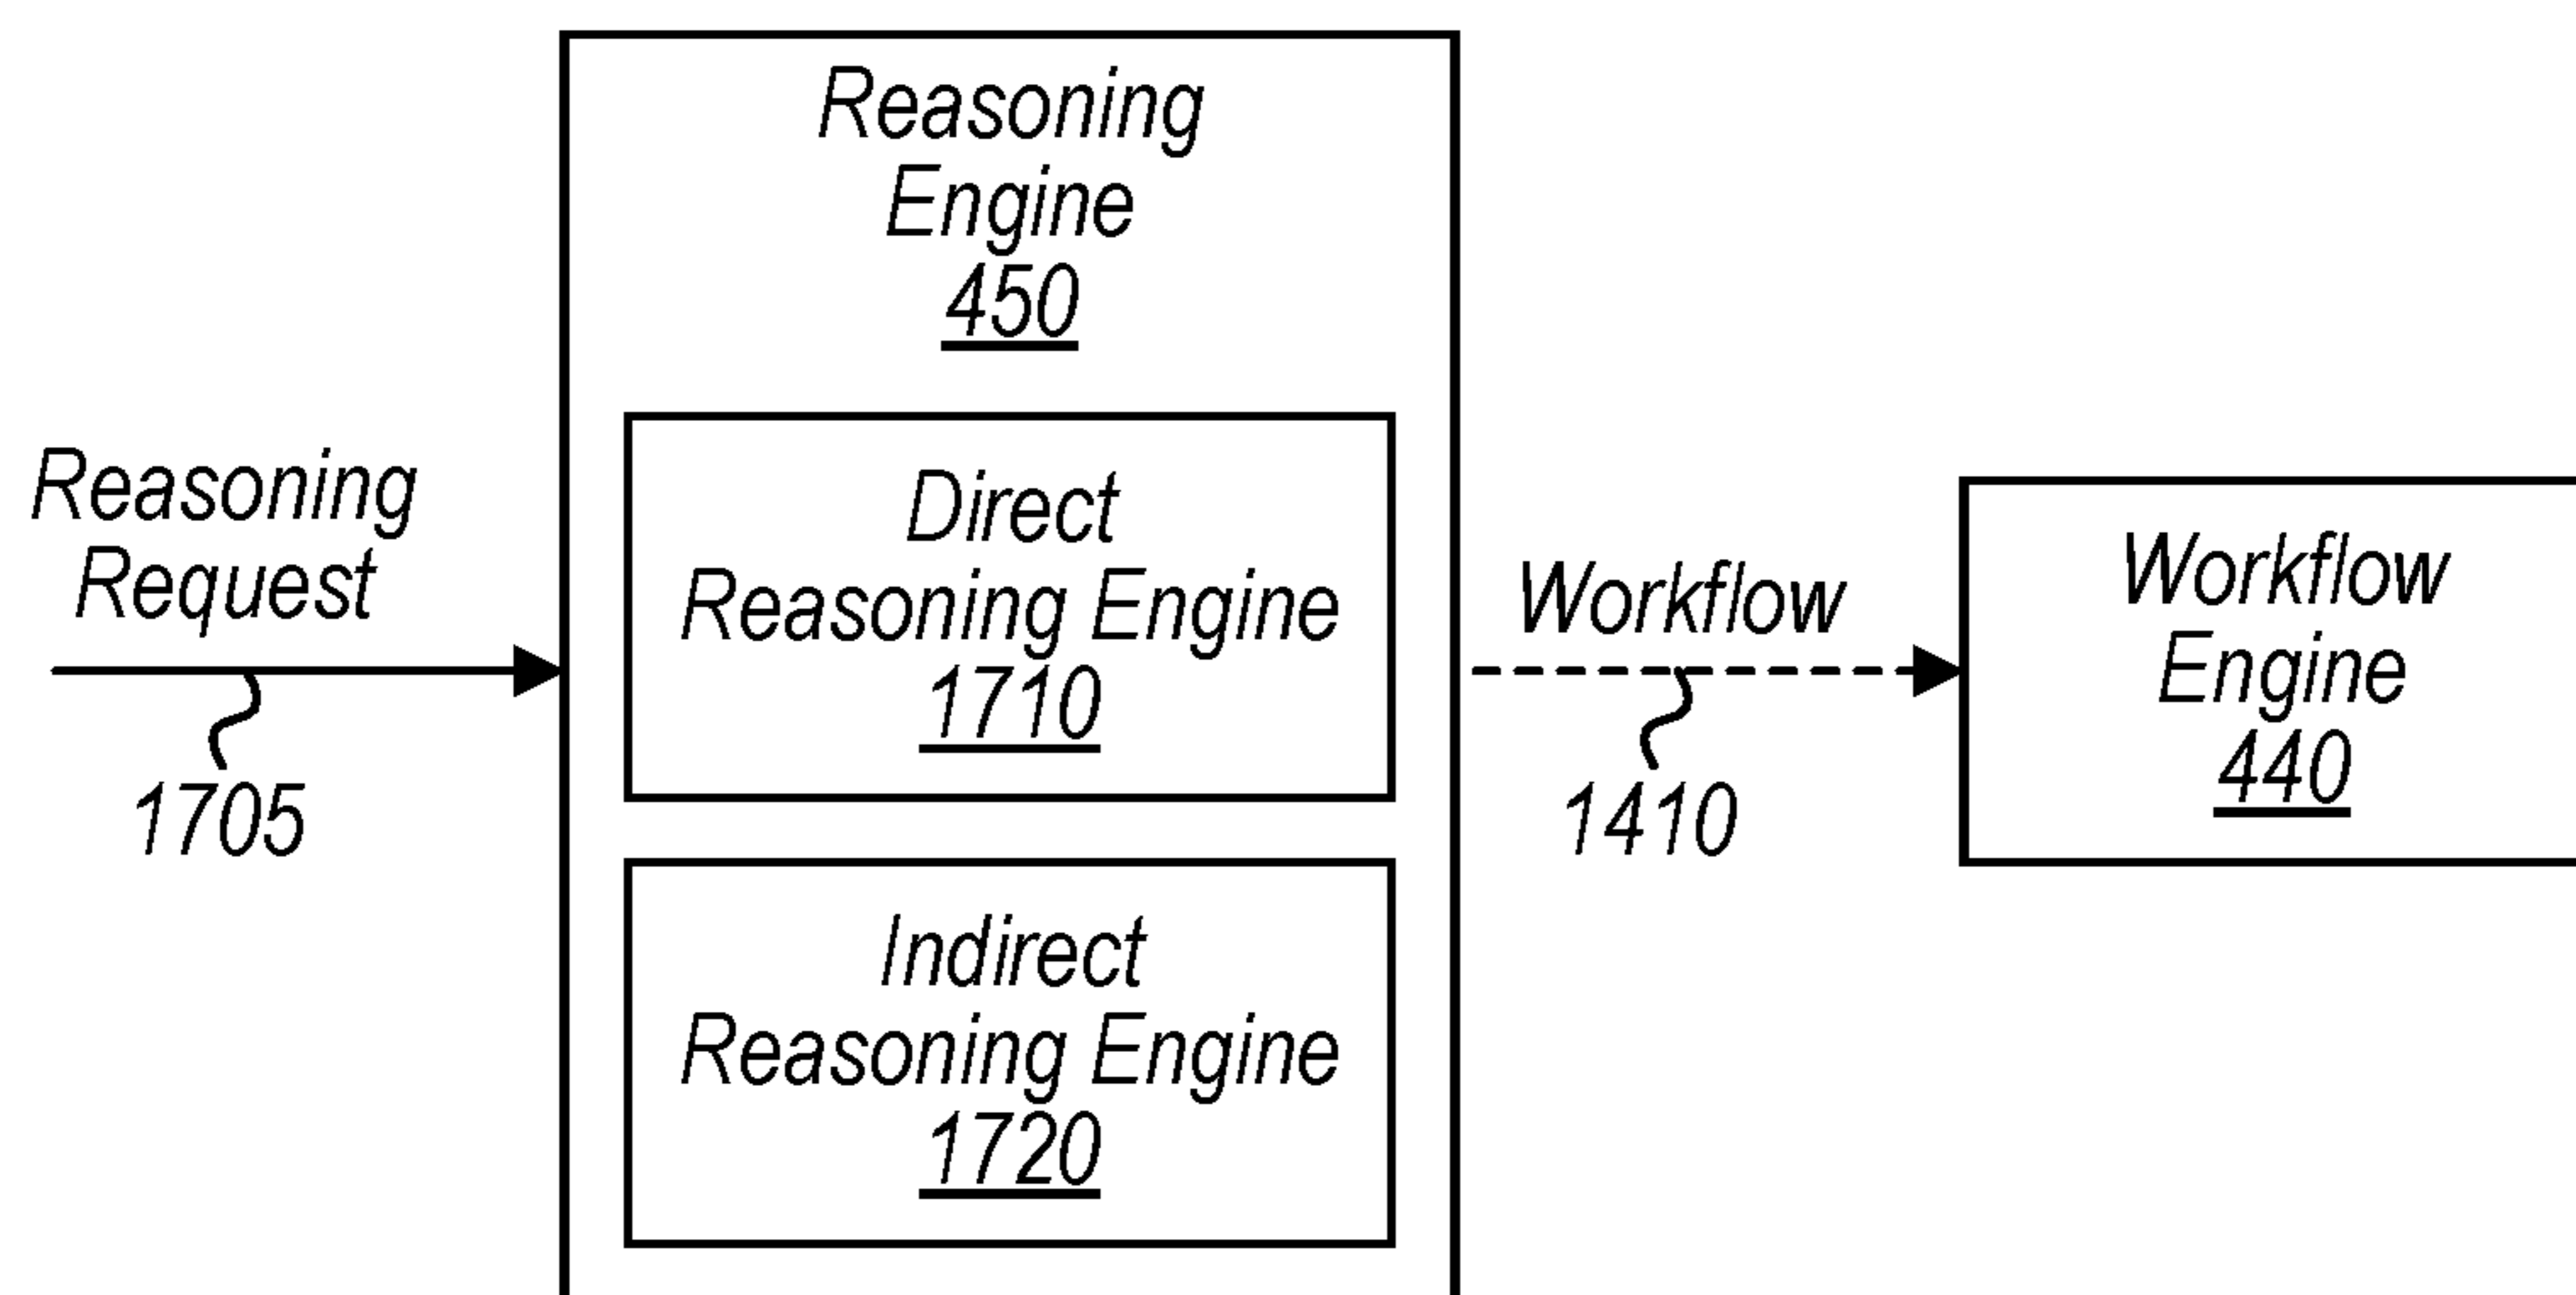 Reasoning
Request
1705
Reasoning
Engine
450
Direct
Reasoning Engine
1710
Indirect
Reasoning Engine
1720
Workflow
1410
Workflow
Engine
440